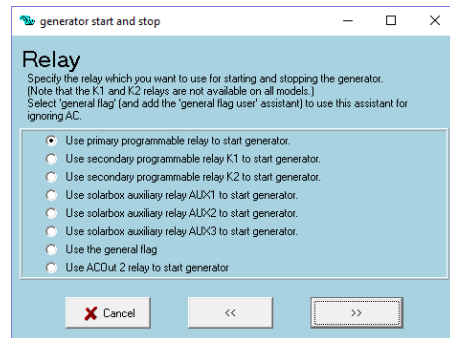 generator start and stop
Relay
Specify the relay which you want to use for starting and stopping the generator.
(Note that the K1 and K2 relays are not available on all models.)
Select 'general flag' (and add the 'general flag user' assistant) to use this assistant for
ignoring AC.
Use primary programmable relay to start generator.
Use secondary programmable relay K1 to start generator.
Use secondary programmable relay K2 to start generator.
Use solarbox auxiliary relay AUX1 to start generator.
Use solarbox auxiliary relay AUX2 to start generator.
Use solarbox auxiliary relay AUX3 to start generator.
Use the general flag
Use ACOut 2 relay to start generator
Cancel << >>